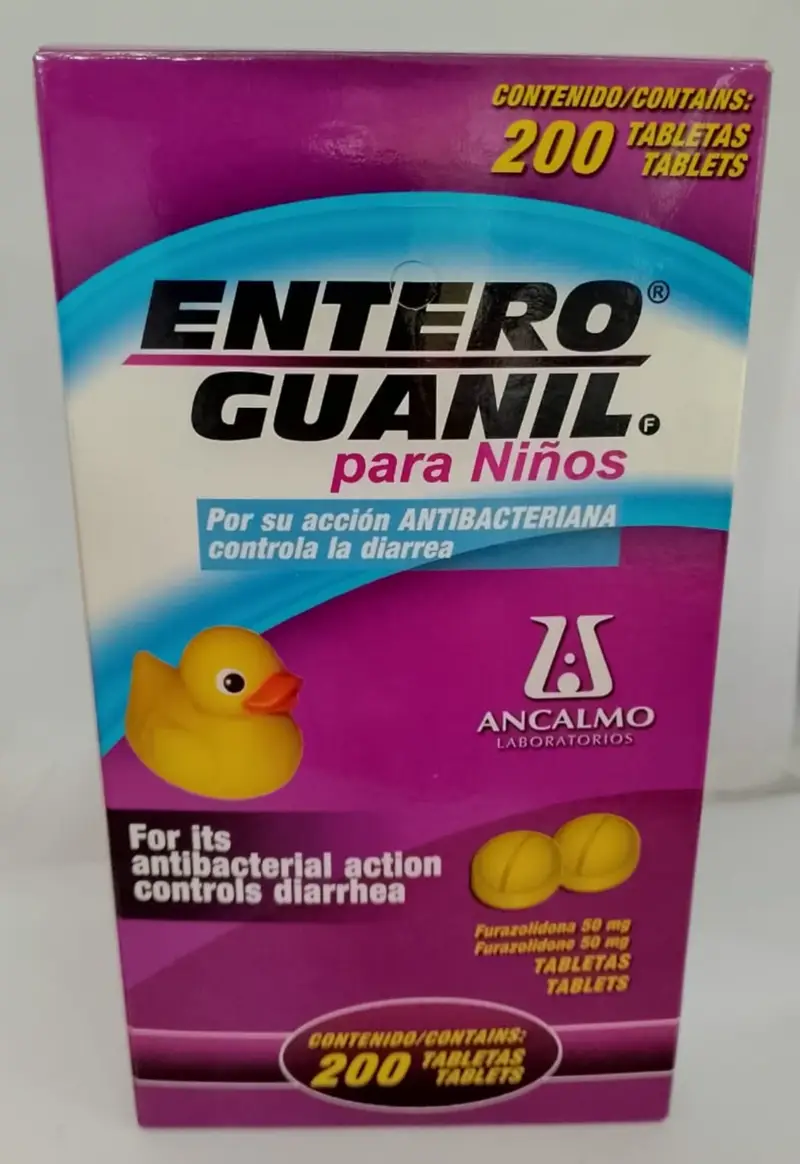 CONTENIDO/CONTAINS:
200 TABLETAS
TABLETS
ENTERO®
GUANIL F
para Niños
Por su acción ANTIBACTERIANA
controla la diarrea
ANCALMO
LABORATORIOS
For its
antibacterial action
controls diarrhea
Furazolidona 50 mg
Furazolidone 50 mg
TABLETAS
TABLETS
CONTENIDO/CONTAINS:
200 TABLETAS
TABLETS